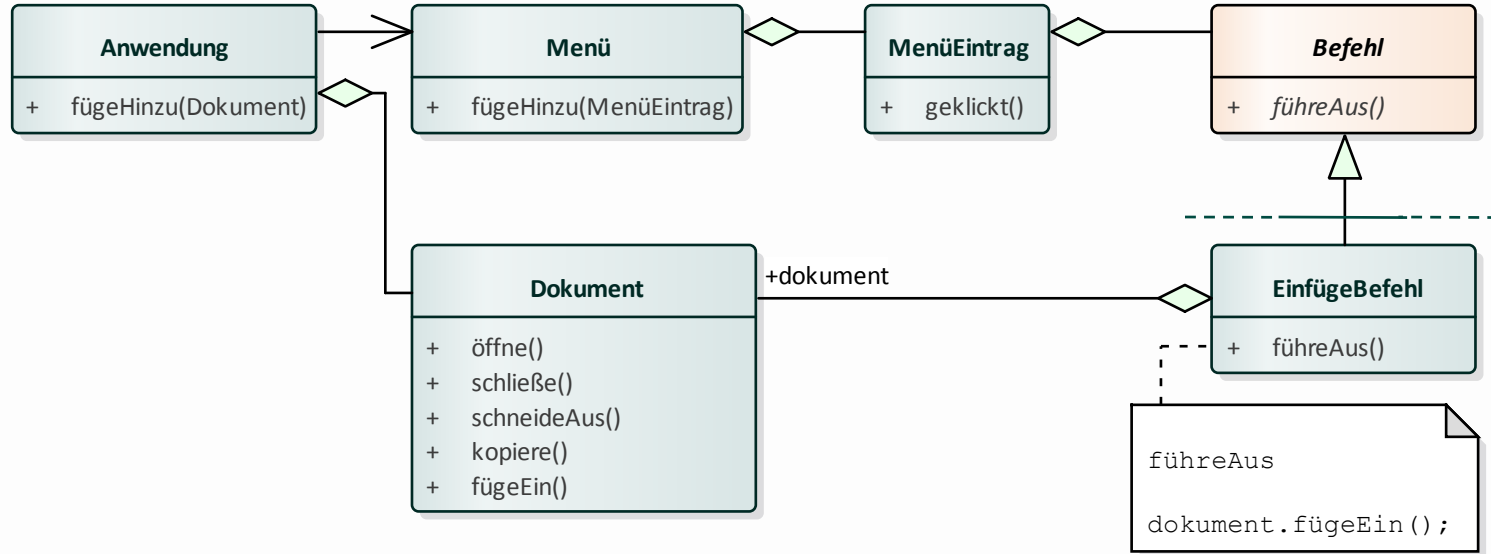 Anwendung
+ fügeHinzu(Dokument)
Menü
+ fügeHinzu(MenüEintrag)
MenüEintrag
+ geklickt()
Befehl
+ führeAus()
Dokument
+ öffne()
+ schließe()
+ schneideAus()
+ kopiere()
+ fügeEin()
+dokument
EinfügeBefehl
+ führeAus()
führeAus
dokument.fügeEin();